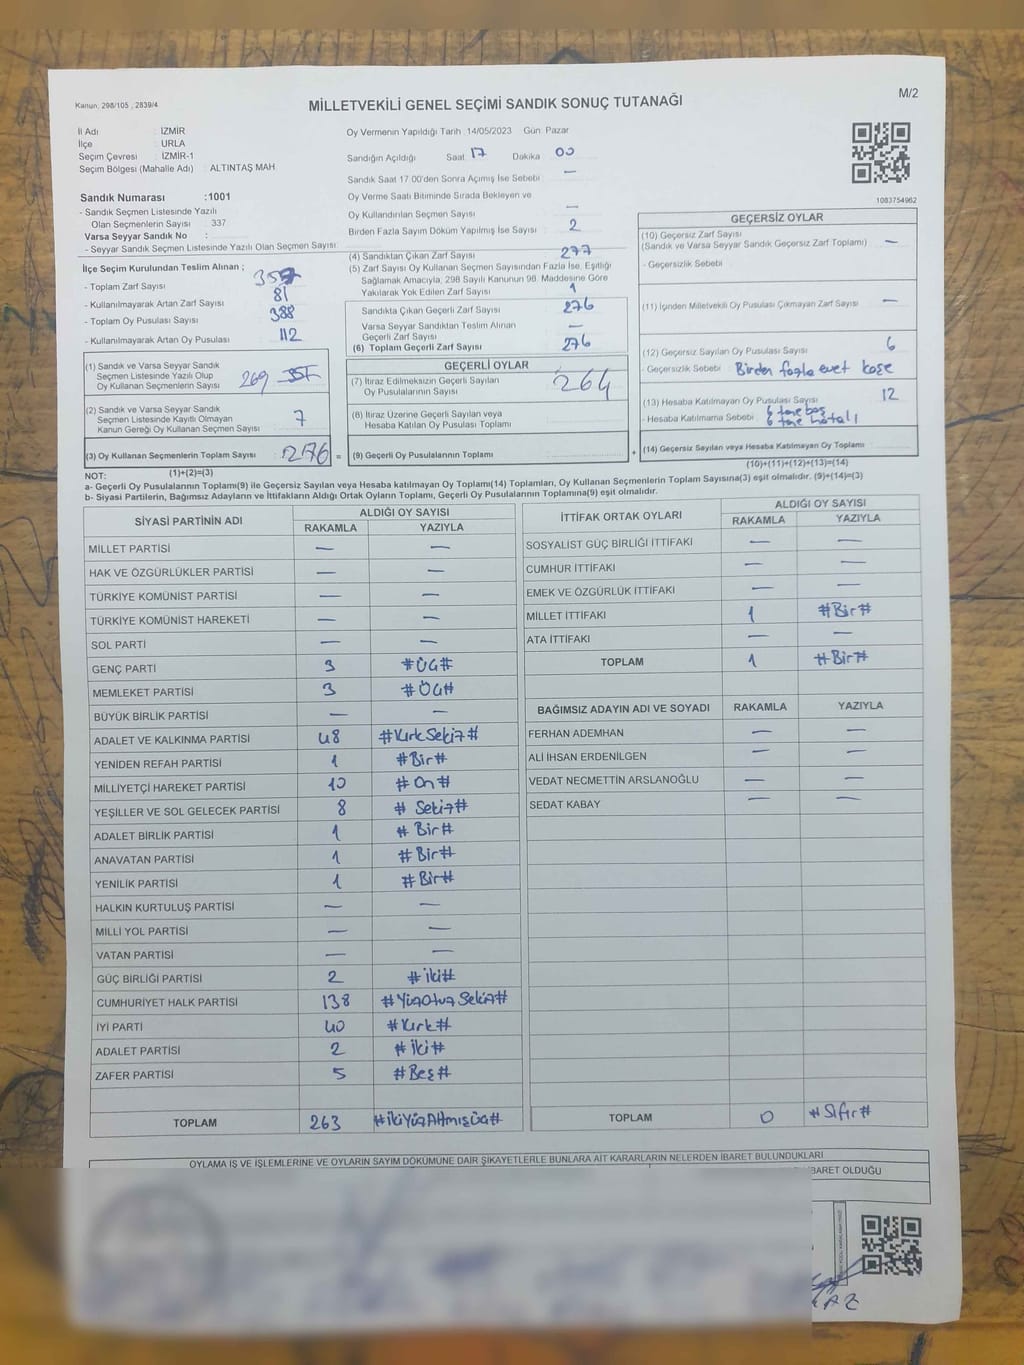 Kanun; 298/105 , 2839/4
MİLLETVEKİLİ GENEL SEÇİMİ SANDIK SONUÇ TUTANAĞI
M/2
İl Adı : İZMİR
İlçe : URLA
Seçim Çevresi : İZMİR-1
Seçim Bölgesi (Mahalle Adı) : ALTINTAŞ MAH
Sandık Numarası :1001
- Sandık Seçmen Listesinde Yazılı
Olan Seçmenlerin Sayısı : 337
Varsa Seyyar Sandık No :
- Seyyar Sandık Seçmen Listesinde Yazılı Olan Seçmen Sayısı:
İlçe Seçim Kurulundan Teslim Alınan ;
- Toplam Zarf Sayısı 357
- Kullanılmayarak Artan Zarf Sayısı 81
- Toplam Oy Pusulası Sayısı 388
- Kullanılmayarak Artan Oy Pusulası 112
(1) Sandık ve Varsa Seyyar Sandık
Seçmen Listesinde Yazılı Olup
Oy Kullanan Seçmenlerin Sayısı 269
(2) Sandık ve Varsa Seyyar Sandık
Seçmen Listesinde Kayıtlı Olmayan
Kanun Gereği Oy Kullanan Seçmen Sayısı 7
(3) Oy Kullanan Seçmenlerin Toplam Sayısı 276 =
(1)+(2)=(3)
Oy Vermenin Yapıldığı Tarih 14/05/2023 Gün: Pazar
Sandığın Açıldığı Saat 17 Dakika 00
Sandık Saat 17.00'den Sonra Açımış İse Sebebi —
Oy Verme Saati Bitiminde Sırada Bekleyen ve
Oy Kullandırılan Seçmen Sayısı —
Birden Fazla Sayım Döküm Yapılmış İse Sayısı 2
(4) Sandıktan Çıkan Zarf Sayısı 277
(5) Zarf Sayısı Oy Kullanan Seçmen Sayısından Fazla İse, Eşitliği
Sağlamak Amacıyla, 298 Sayılı Kanunun 98. Maddesine Göre
Yakılarak Yok Edilen Zarf Sayısı 1
Sandıkta Çıkan Geçerli Zarf Sayısı 276
Varsa Seyyar Sandıktan Teslim Alınan
Geçerli Zarf Sayısı —
(6) Toplam Geçerli Zarf Sayısı 276
GEÇERLİ OYLAR
(7) İtiraz Edilmeksizin Geçerli Sayılan
Oy Pusulalarının Sayısı 264
(8) İtiraz Üzerine Geçerli Sayılan veya
Hesaba Katılan Oy Pusulası Toplamı
(9) Geçerli Oy Pusulalarının Toplamı +
1083754962
GEÇERSİZ OYLAR
(10) Geçersiz Zarf Sayısı
(Sandık ve Varsa Seyyar Sandık Geçersiz Zarf Toplamı) —
- Geçersizlik Sebebi
(11) İçinden Milletvekili Oy Pusulası Çıkmayan Zarf Sayısı —
(12) Geçersiz Sayılan Oy Pusulası Sayısı 6
- Geçersizlik Sebebi Birden fazla evet kaşe
(13) Hesaba Katılmayan Oy Pusulası Sayısı 12
- Hesaba Katılmama Sebebi 6 tane boş
6 tane hatalı
(14) Geçersiz Sayılan veya Hesaba Katılmayan Oy Toplamı
(10)+(11)+(12)+(13)=(14)
NOT:
a- Geçerli Oy Pusulalarının Toplamı(9) ile Geçersiz Sayılan veya Hesaba katılmayan Oy Toplamı(14) Toplamları, Oy Kullanan Seçmenlerin Toplam Sayısına(3) eşit olmalıdır. (9)+(14)=(3)
b- Siyasi Partilerin, Bağımsız Adayların ve İttifakların Aldığı Ortak Oyların Toplamı, Geçerli Oy Pusulalarının Toplamına(9) eşit olmalıdır.
SİYASİ PARTİNİN ADI ALDIĞI OY SAYISI
RAKAMLA YAZIYLA
MİLLET PARTİSİ — —
HAK VE ÖZGÜRLÜKLER PARTİSİ — —
TÜRKİYE KOMÜNİST PARTİSİ — —
TÜRKİYE KOMÜNİST HAREKETİ — —
SOL PARTİ — —
GENÇ PARTİ 3 #ÜÇ#
MEMLEKET PARTİSİ 3 #ÜÇ#
BÜYÜK BİRLİK PARTİSİ — —
ADALET VE KALKINMA PARTİSİ 48 #Kırk Sekiz#
YENİDEN REFAH PARTİSİ 1 #Bir#
MİLLİYETÇİ HAREKET PARTİSİ 10 #On#
YEŞİLLER VE SOL GELECEK PARTİSİ 8 # Sekiz#
ADALET BİRLİK PARTİSİ 1 #Bir#
ANAVATAN PARTİSİ 1 #Bir#
YENİLİK PARTİSİ 1 #Bir#
HALKIN KURTULUŞ PARTİSİ — —
MİLLİ YOL PARTİSİ — —
VATAN PARTİSİ — —
GÜÇ BİRLİĞİ PARTİSİ 2 #iki#
CUMHURİYET HALK PARTİSİ 138 #Yüz Otuz Sekiz#
İYİ PARTİ 40 #Kırk#
ADALET PARTİSİ 2 #iki#
ZAFER PARTİSİ 5 #Beş#
TOPLAM 263 #iki Yüz Altmış Üç#
İTTİFAK ORTAK OYLARI ALDIĞI OY SAYISI
RAKAMLA YAZIYLA
SOSYALİST GÜÇ BİRLİĞİ İTTİFAKI — —
CUMHUR İTTİFAKI — —
EMEK VE ÖZGÜRLÜK İTTİFAKI — —
MİLLET İTTİFAKI 1 #Bir#
ATA İTTİFAKI — —
TOPLAM 1 #Bir#
BAĞIMSIZ ADAYIN ADI VE SOYADI RAKAMLA YAZIYLA
FERHAN ADEMHAN — —
ALİ İHSAN ERDENİLGEN — —
VEDAT NECMETTİN ARSLANOĞLU — —
SEDAT KABAY — —
TOPLAM 0 #Sıfır#
OYLAMA İŞ VE İŞLEMLERİNE VE OYLARIN SAYIM DÖKÜMÜNE DAİR ŞİKAYETLERLE BUNLARA AİT KARARLARIN NELERDEN İBARET BULUNDUKLARI
İBARET OLDUĞU